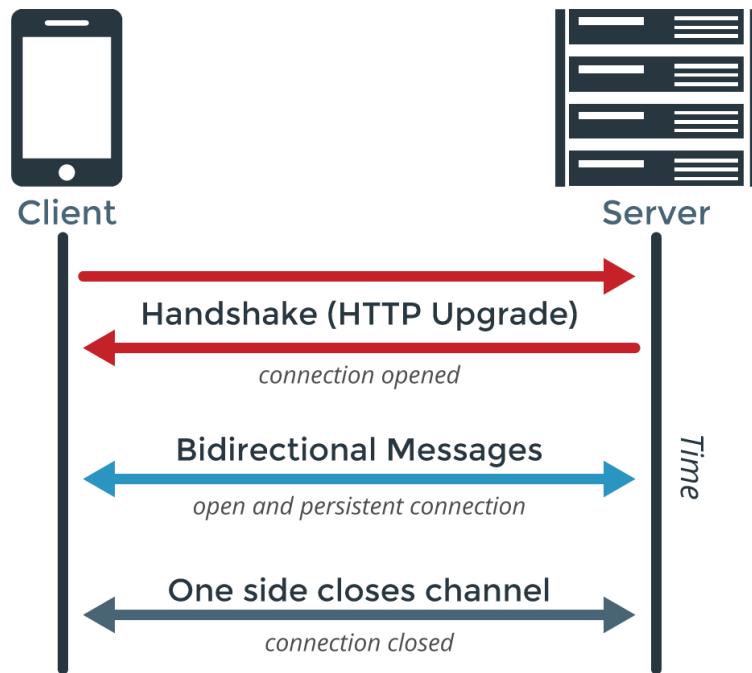 Client
Server
Handshake (HTTP Upgrade)
connection opened
Bidirectional Messages
open and persistent connection
Time
One side closes channel
connection closed